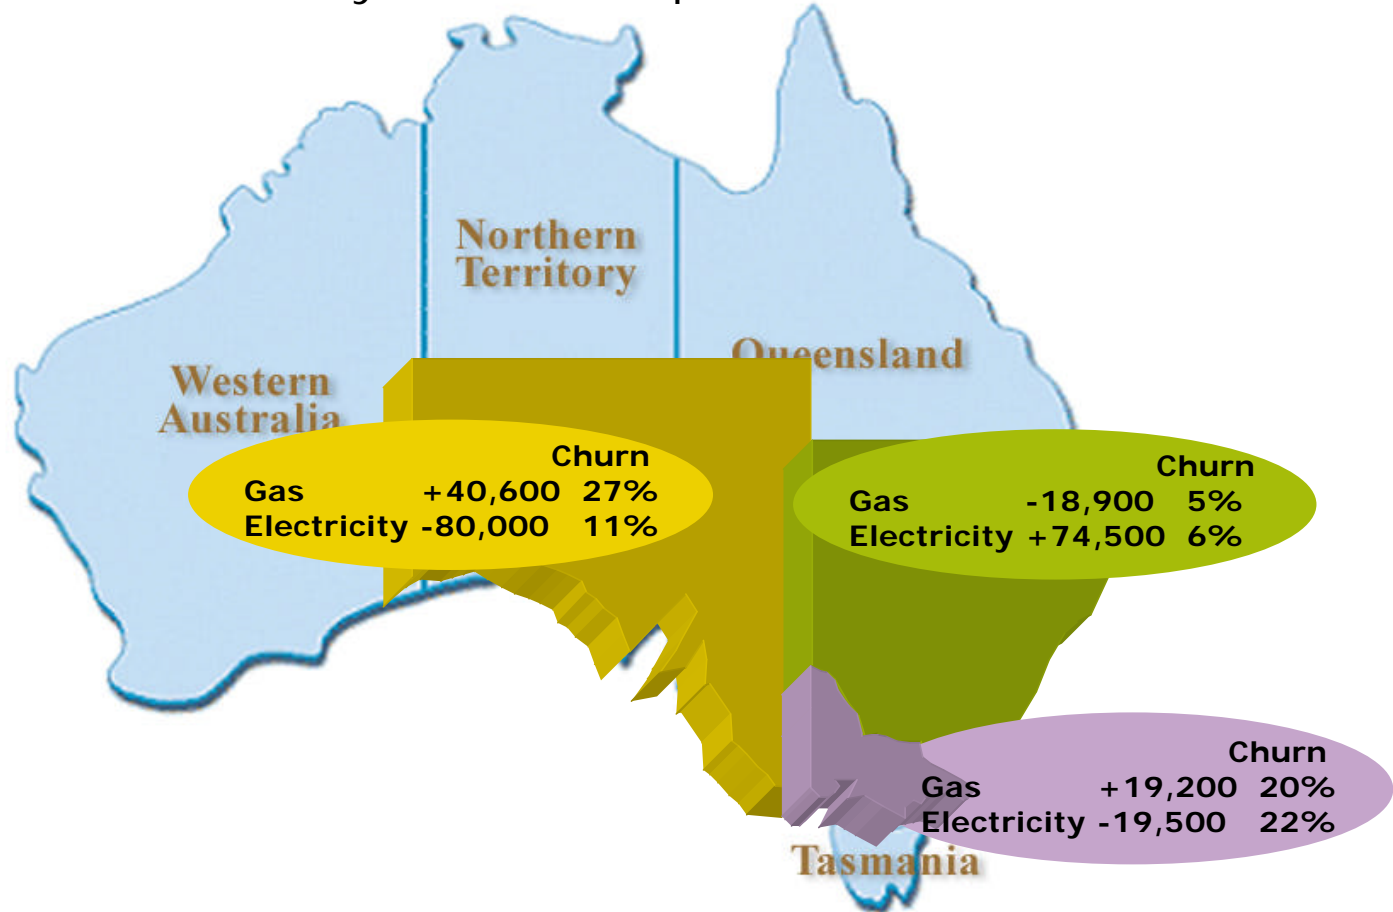 Northern
Territory
Queensland
Western
Australia
Churn
Gas +40,600 27%
Electricity -80,000 11%
Churn
Gas -18,900 5%
Electricity +74,500 6%
Churn
Gas +19,200 20%
Electricity -19,500 22%
Tasmania